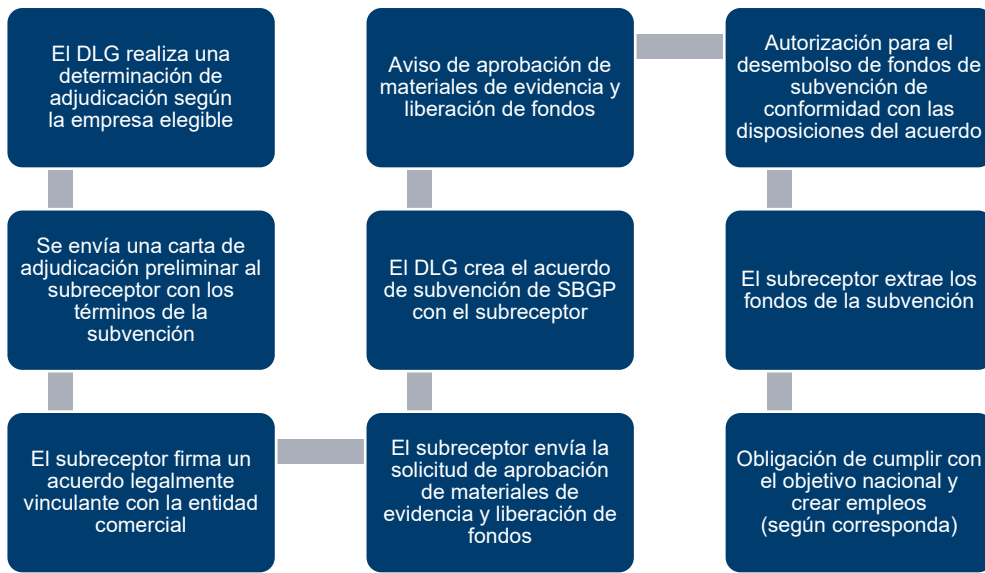 El DLG realiza una
determinación de
adjudicación según
la empresa elegible
Se envía una carta de
adjudicación preliminar al
subreceptor con los
términos de la
subvención
El subreceptor firma un
acuerdo legalmente
vinculante con la entidad
comercial
El subreceptor envía la
solicitud de aprobación
de materiales de
evidencia y liberación de
fondos
El DLG crea el acuerdo
de subvención de SBGP
con el subreceptor
Aviso de aprobación de
materiales de evidencia y
liberación de fondos
Autorización para el
desembolso de fondos de
subvención de
conformidad con las
disposiciones del acuerdo
El subreceptor extrae los
fondos de la subvención
Obligación de cumplir con
el objetivo nacional y
crear empleos
(según corresponda)